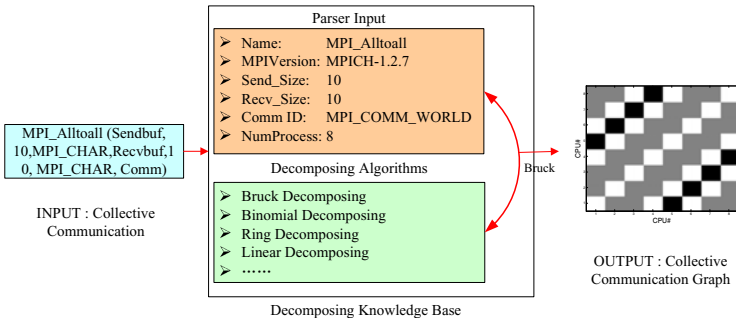 Parser Input
➢ Name: MPI_Alltoall
➢ MPIVersion: MPICH-1.2.7
➢ Send_Size: 10
➢ Recv_Size: 10
➢ Comm ID: MPI_COMM_WORLD
➢ NumProcess: 8
MPI_Alltoall (Sendbuf,
10,MPI_CHAR,Recvbuf,1
0, MPI_CHAR, Comm)
INPUT : Collective
Communication
Decomposing Algorithms
➢ Bruck Decomposing
➢ Binomial Decomposing
➢ Ring Decomposing
➢ Linear Decomposing
➢ ……
Decomposing Knowledge Base
Bruck
CPU#
CPU#
OUTPUT : Collective
Communication Graph